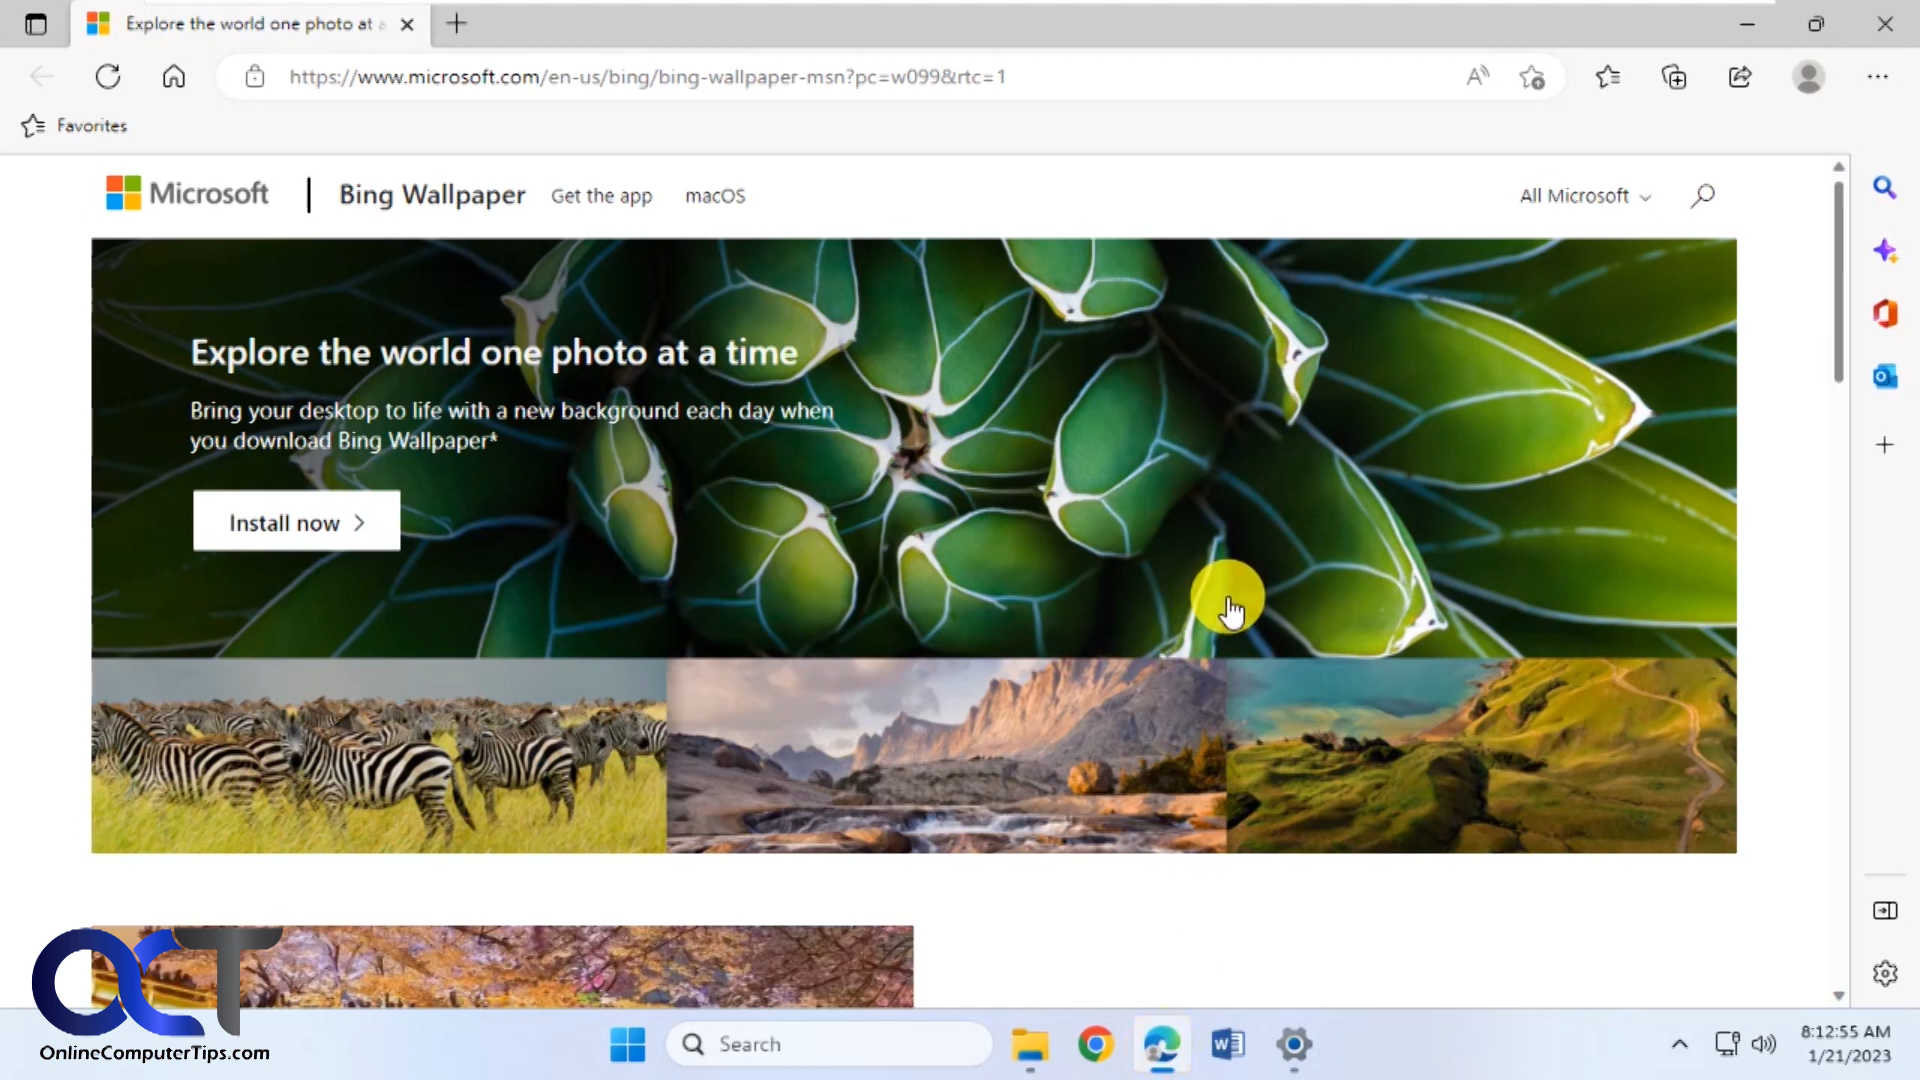 Explore the world one photo at a
https://www.microsoft.com/en-us/bing/bing-wallpaper-msn?pc=w099&rtc=1
Favorites
Microsoft
Bing Wallpaper
Get the app
macOS
All Microsoft
Explore the world one photo at a time
Bring your desktop to life with a new background each day when
you download Bing Wallpaper*
Install now
OCT
OnlineComputerTips.com
Search
8:12:55 AM
1/21/2023